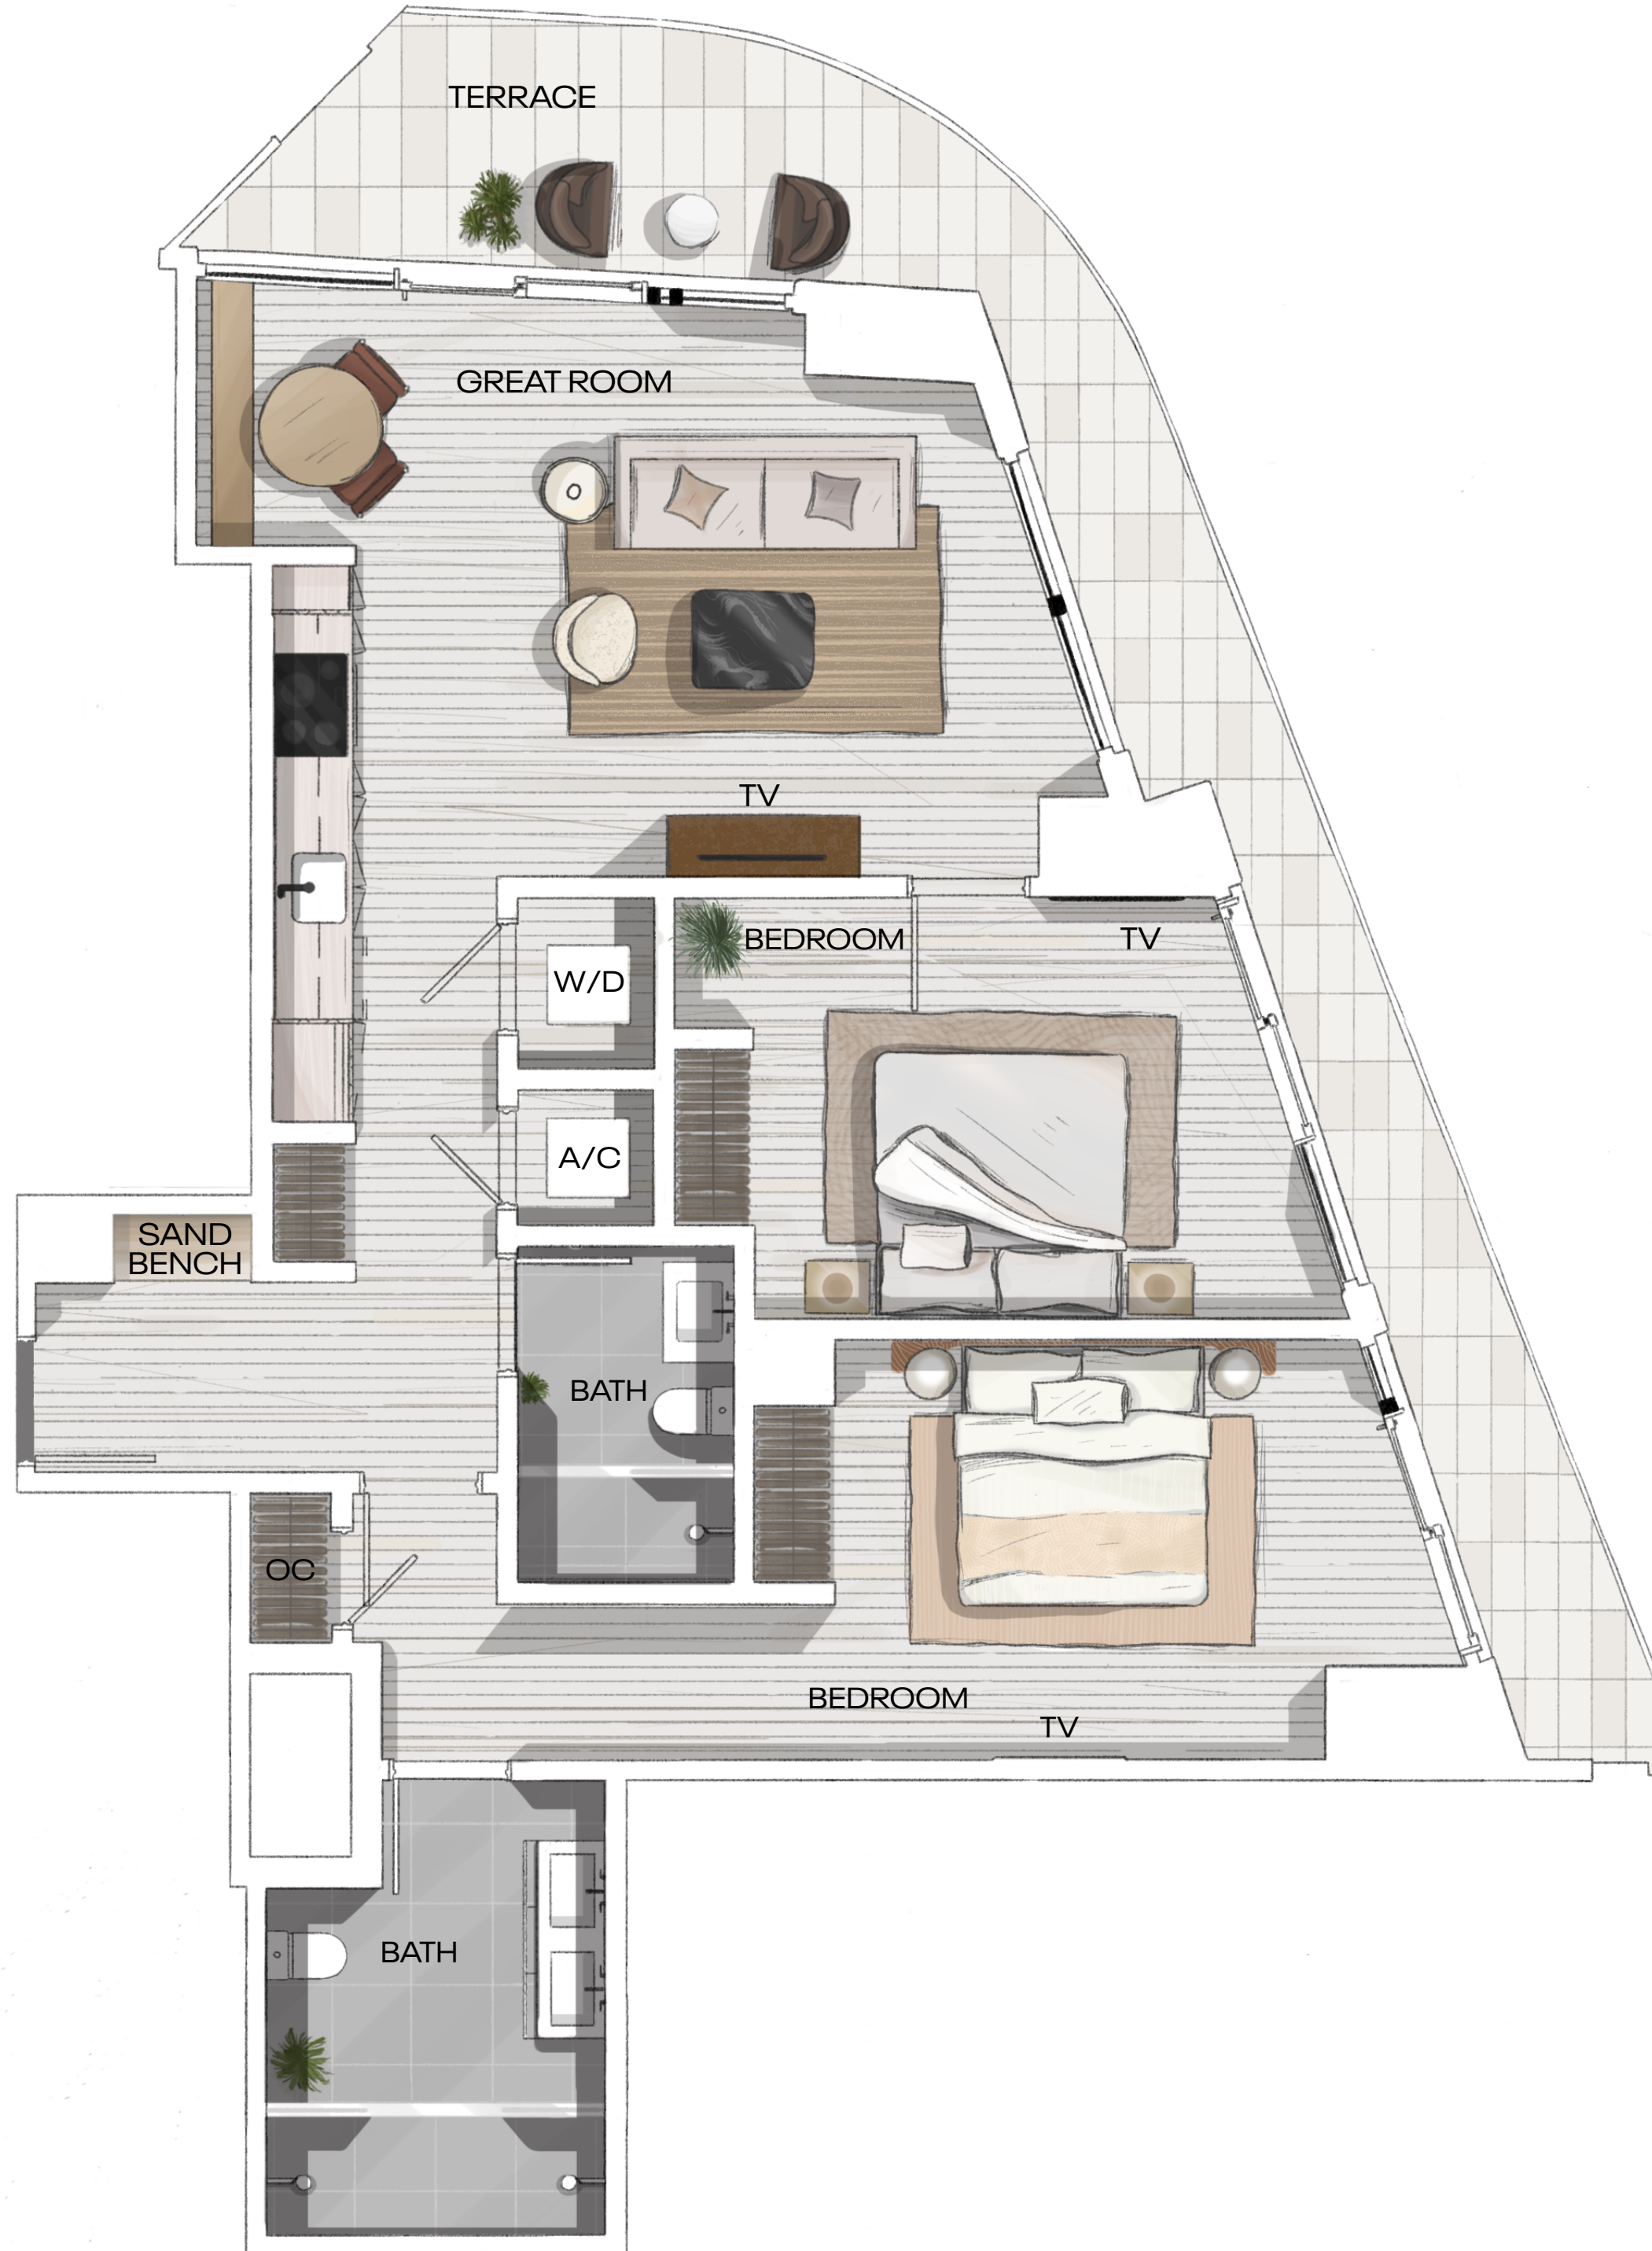 TERRACE
GREAT ROOM
TV
BEDROOM
TV
W/D
A/C
SAND
BENCH
BATH
OC
BEDROOM
TV
BATH